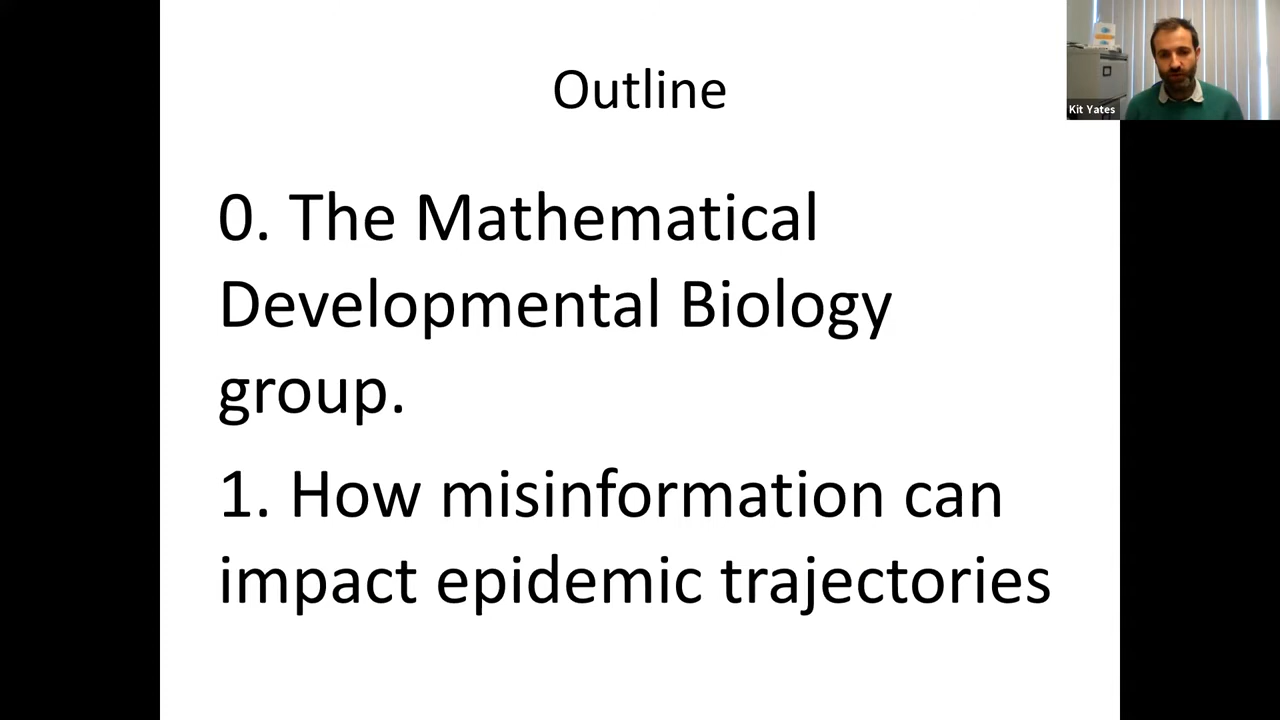 Outline
Kit Yates
0. The Mathematical
Developmental Biology
group.
1. How misinformation can
impact epidemic trajectories